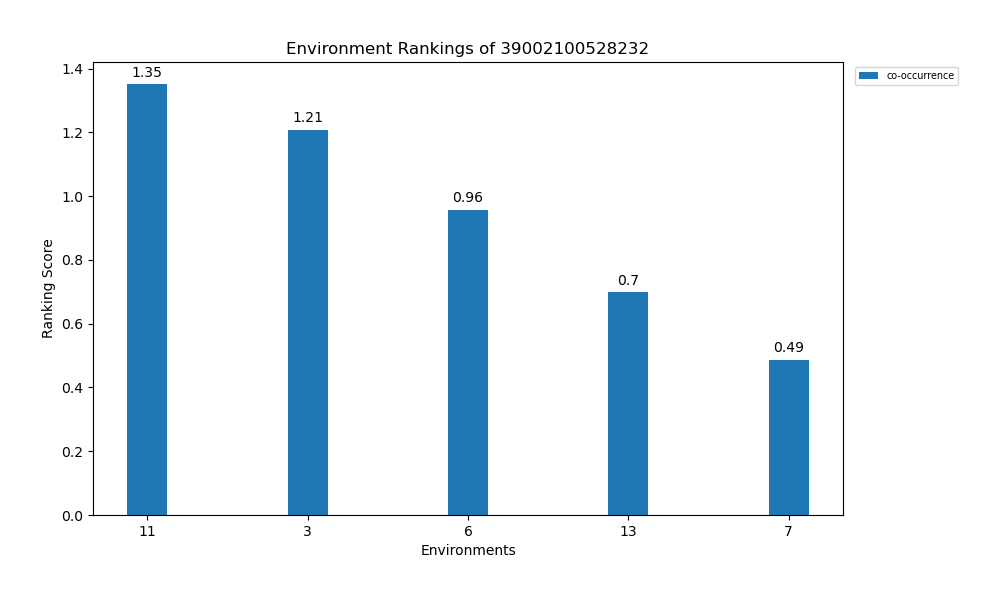 Environment Rankings of 39002100528232
co-occurrence
Ranking Score
1.4
1.2
1.0
0.8
0.6
0.4
0.2
0.0
1.35
1.21
0.96
0.7
0.49
11 3 6 13 7
Environments